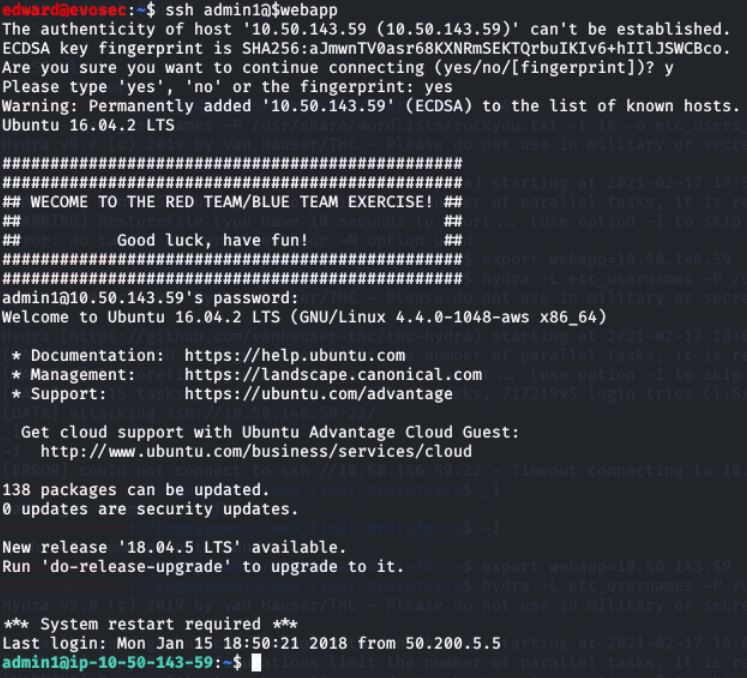 edward@evosec:~$ ssh admin1@$webapp
The authenticity of host '10.50.143.59 (10.50.143.59)' can't be established.
ECDSA key fingerprint is SHA256:aJmwnTV0asr68KXNRmSEKTQrbuIKIv6+hIIlJSWCBco.
Are you sure you want to continue connecting (yes/no/[fingerprint])? y
Please type 'yes', 'no' or the fingerprint: yes
Warning: Permanently added '10.50.143.59' (ECDSA) to the list of known hosts.
Ubuntu 16.04.2 LTS
################################################
################################################
## WECOME TO THE RED TEAM/BLUE TEAM EXERCISE! ##
##                                            ##
##          Good luck, have fun!              ##
################################################
################################################
admin1@10.50.143.59's password:
Welcome to Ubuntu 16.04.2 LTS (GNU/Linux 4.4.0-1048-aws x86_64)
* Documentation:  https://help.ubuntu.com
* Management:     https://landscape.canonical.com
* Support:        https://ubuntu.com/advantage
Get cloud support with Ubuntu Advantage Cloud Guest:
http://www.ubuntu.com/business/services/cloud
138 packages can be updated.
0 updates are security updates.
New release '18.04.5 LTS' available.
Run 'do-release-upgrade' to upgrade to it.
*** System restart required ***
Last login: Mon Jan 15 18:50:21 2018 from 50.200.5.5
admin1@ip-10-50-143-59:~$